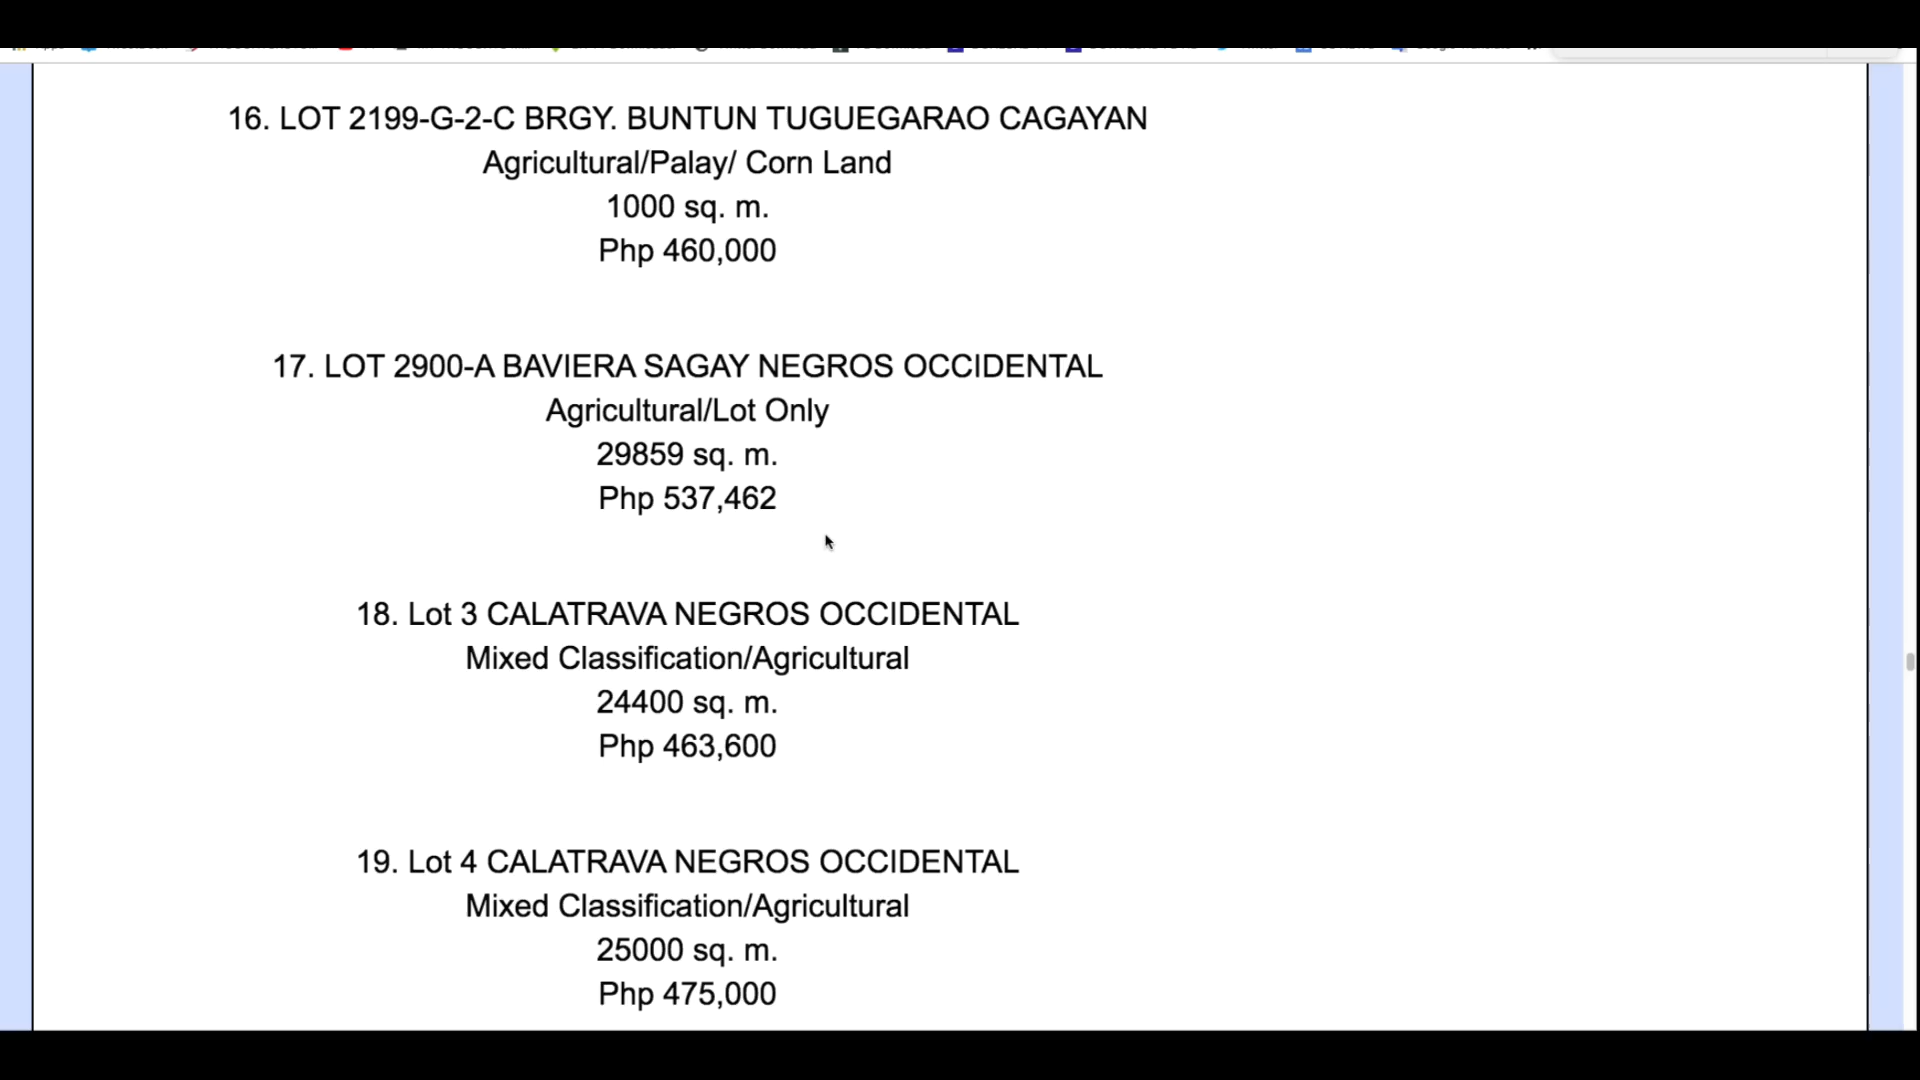 16. LOT 2199-G-2-C BRGY. BUNTUN TUGUEGARAO CAGAYAN
Agricultural/Palay/ Corn Land
1000 sq. m.
Php 460,000
17. LOT 2900-A BAVIERA SAGAY NEGROS OCCIDENTAL
Agricultural/Lot Only
29859 sq. m.
Php 537,462
18. Lot 3 CALATRAVA NEGROS OCCIDENTAL
Mixed Classification/Agricultural
24400 sq. m.
Php 463,600
19. Lot 4 CALATRAVA NEGROS OCCIDENTAL
Mixed Classification/Agricultural
25000 sq. m.
Php 475,000